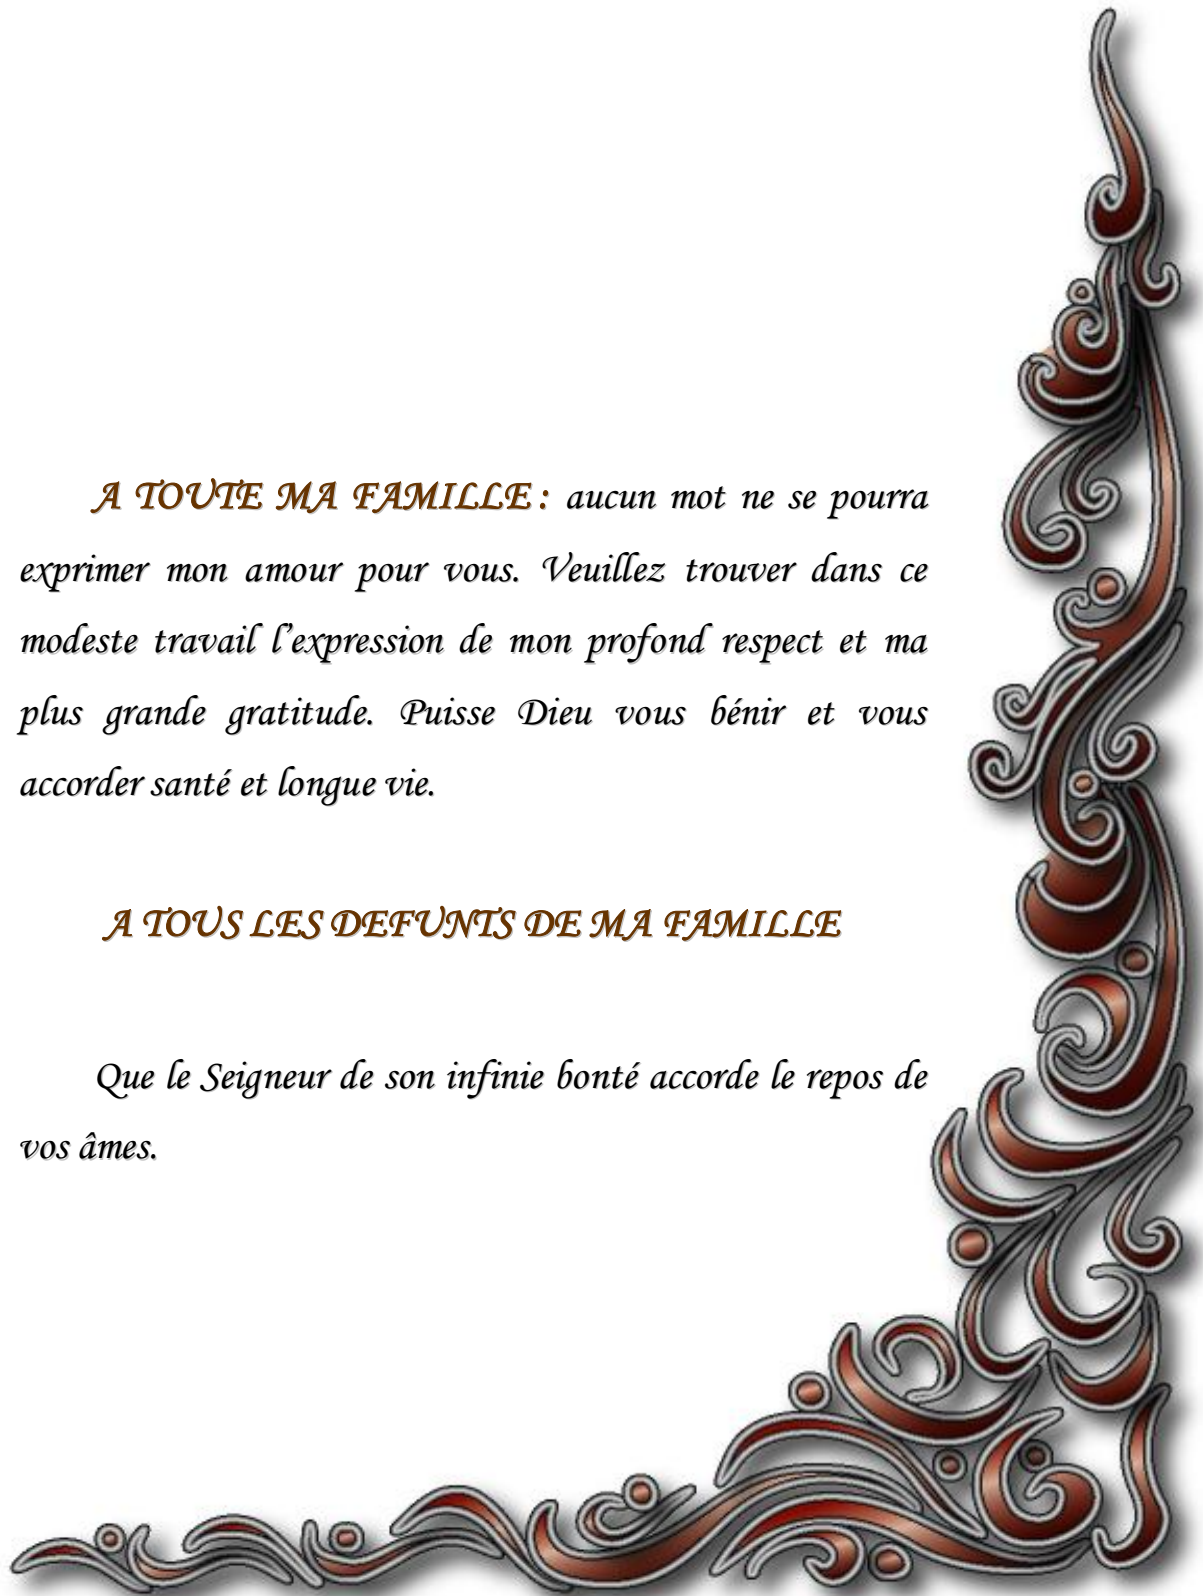 A TOUTE MA FAMILLE : aucun mot ne se pourra
exprimer mon amour pour vous. Veuillez trouver dans ce
modeste travail l’expression de mon profond respect et ma
plus grande gratitude. Puisse Dieu vous bénir et vous
accorder santé et longue vie.
A TOUS LES DEFUNTS DE MA FAMILLE
Que le Seigneur de son infinie bonté accorde le repos de
vos âmes.